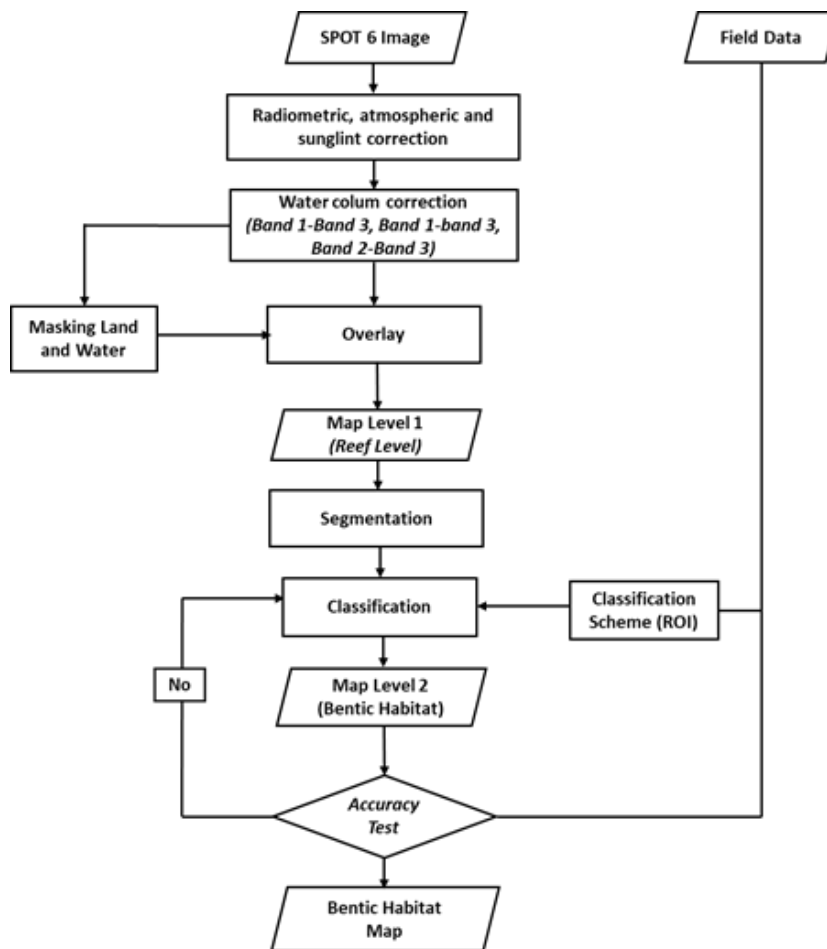 SPOT 6 Image
Field Data
Radiometric, atmospheric and
sunglint correction
Water colum correction
(Band 1-Band 3, Band 1-band 3,
Band 2-Band 3)
Masking Land
and Water
Overlay
Map Level 1
(Reef Level)
Segmentation
Classification
Classification
Scheme (ROI)
No
Map Level 2
(Bentic Habitat)
Accuracy
Test
Bentic Habitat
Map